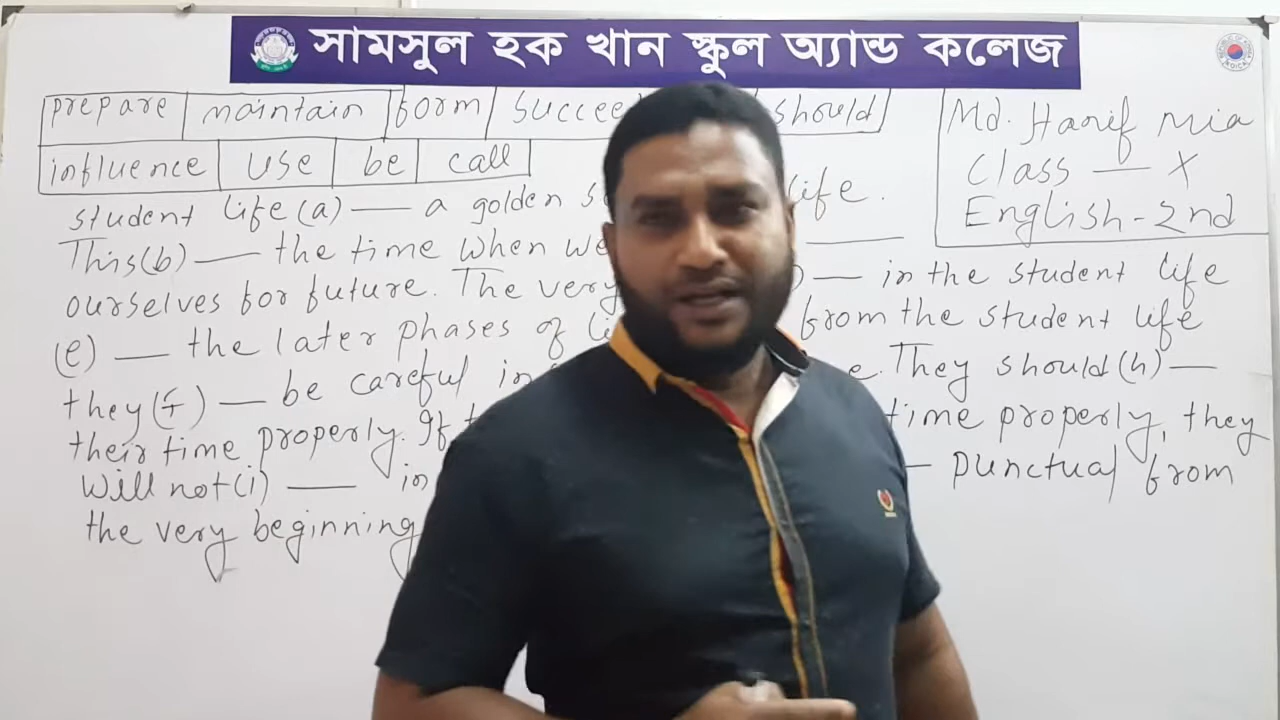 সামসুল হক খান স্কুল অ্যান্ড কলেজ
prepare maintain form should
influence use be call
Md. Hanif Mia
Class — X
English - 2nd
student life (a) — a golden life.
This (b) — the time when we
ourselves for future. The very — in the student life
(e) — the later phases of from the student life
they (f) — be careful in They should (h) —
their time properly. If time properly, they
will not (i) — in — punctual from
the very beginning